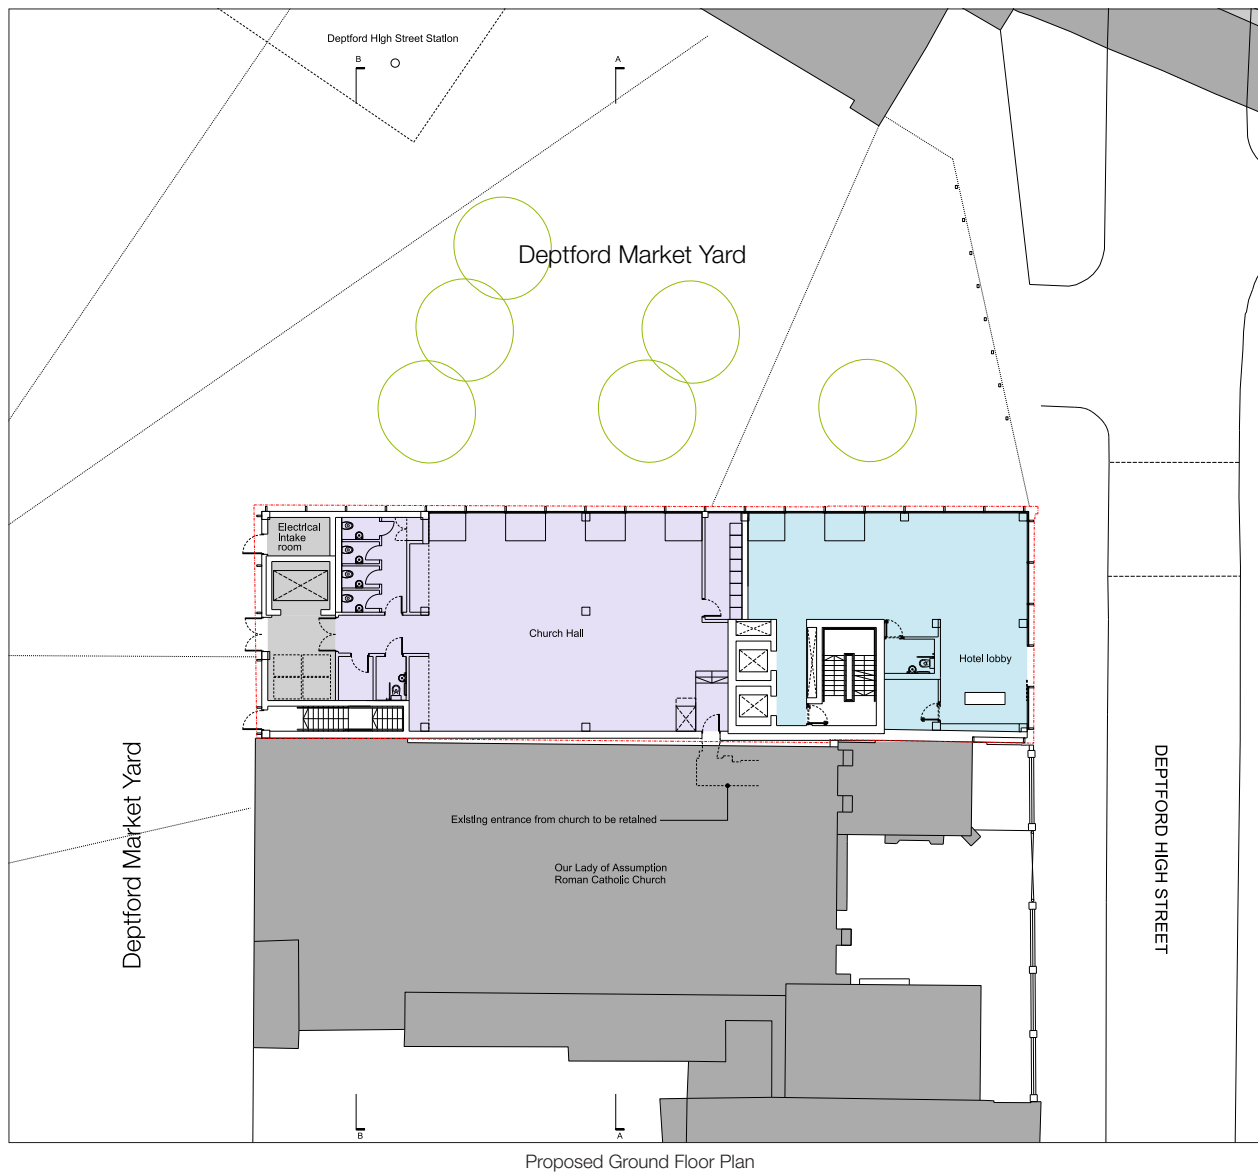 Deptford High Street Station
B
A
Deptford Market Yard
Electrical
Intake
room
Church Hall
Hotel lobby
Deptford Market Yard
DEPTFORD HIGH STREET
Existing entrance from church to be retained
Our Lady of Assumption
Roman Catholic Church
B
A
Proposed Ground Floor Plan